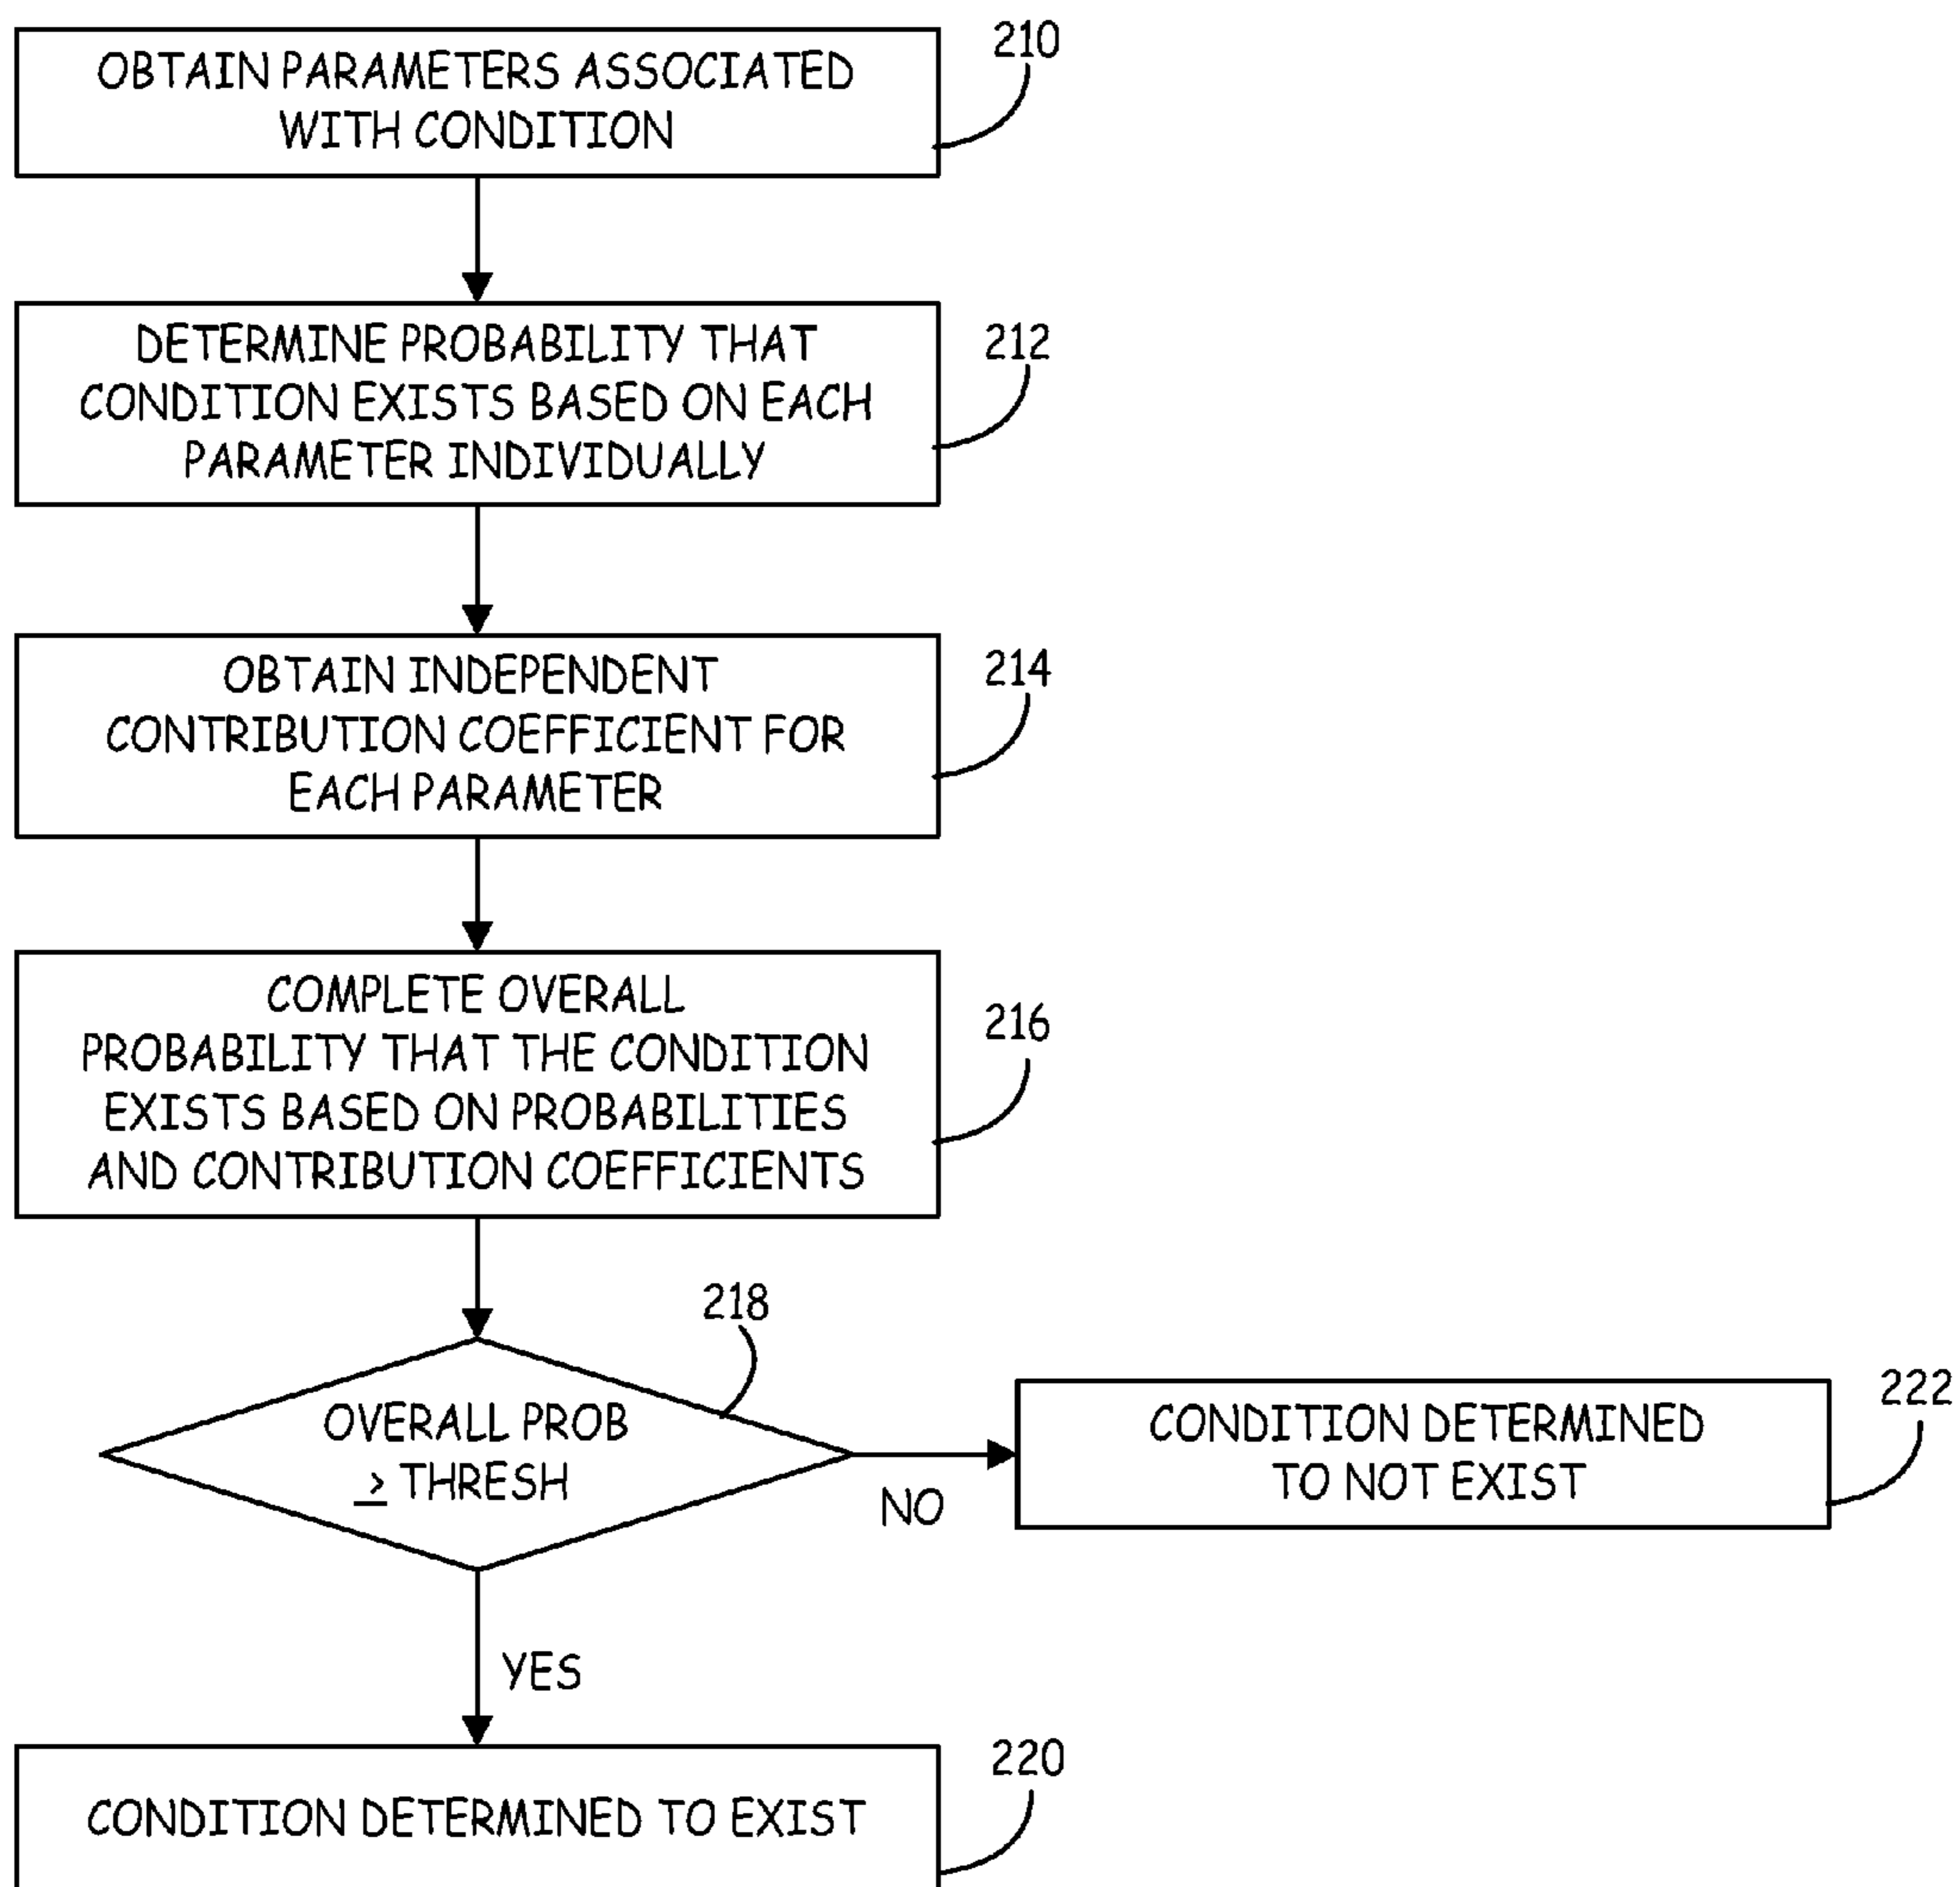 210
OBTAIN PARAMETERS ASSOCIATED
WITH CONDITION
212
DETERMINE PROBABILITY THAT
CONDITION EXISTS BASED ON EACH
PARAMETER INDIVIDUALLY
214
OBTAIN INDEPENDENT
CONTRIBUTION COEFFICIENT FOR
EACH PARAMETER
216
COMPLETE OVERALL
PROBABILITY THAT THE CONDITION
EXISTS BASED ON PROBABILITIES
AND CONTRIBUTION COEFFICIENTS
218
OVERALL PROB
≥ THRESH
NO
222
CONDITION DETERMINED
TO NOT EXIST
YES
220
CONDITION DETERMINED TO EXIST